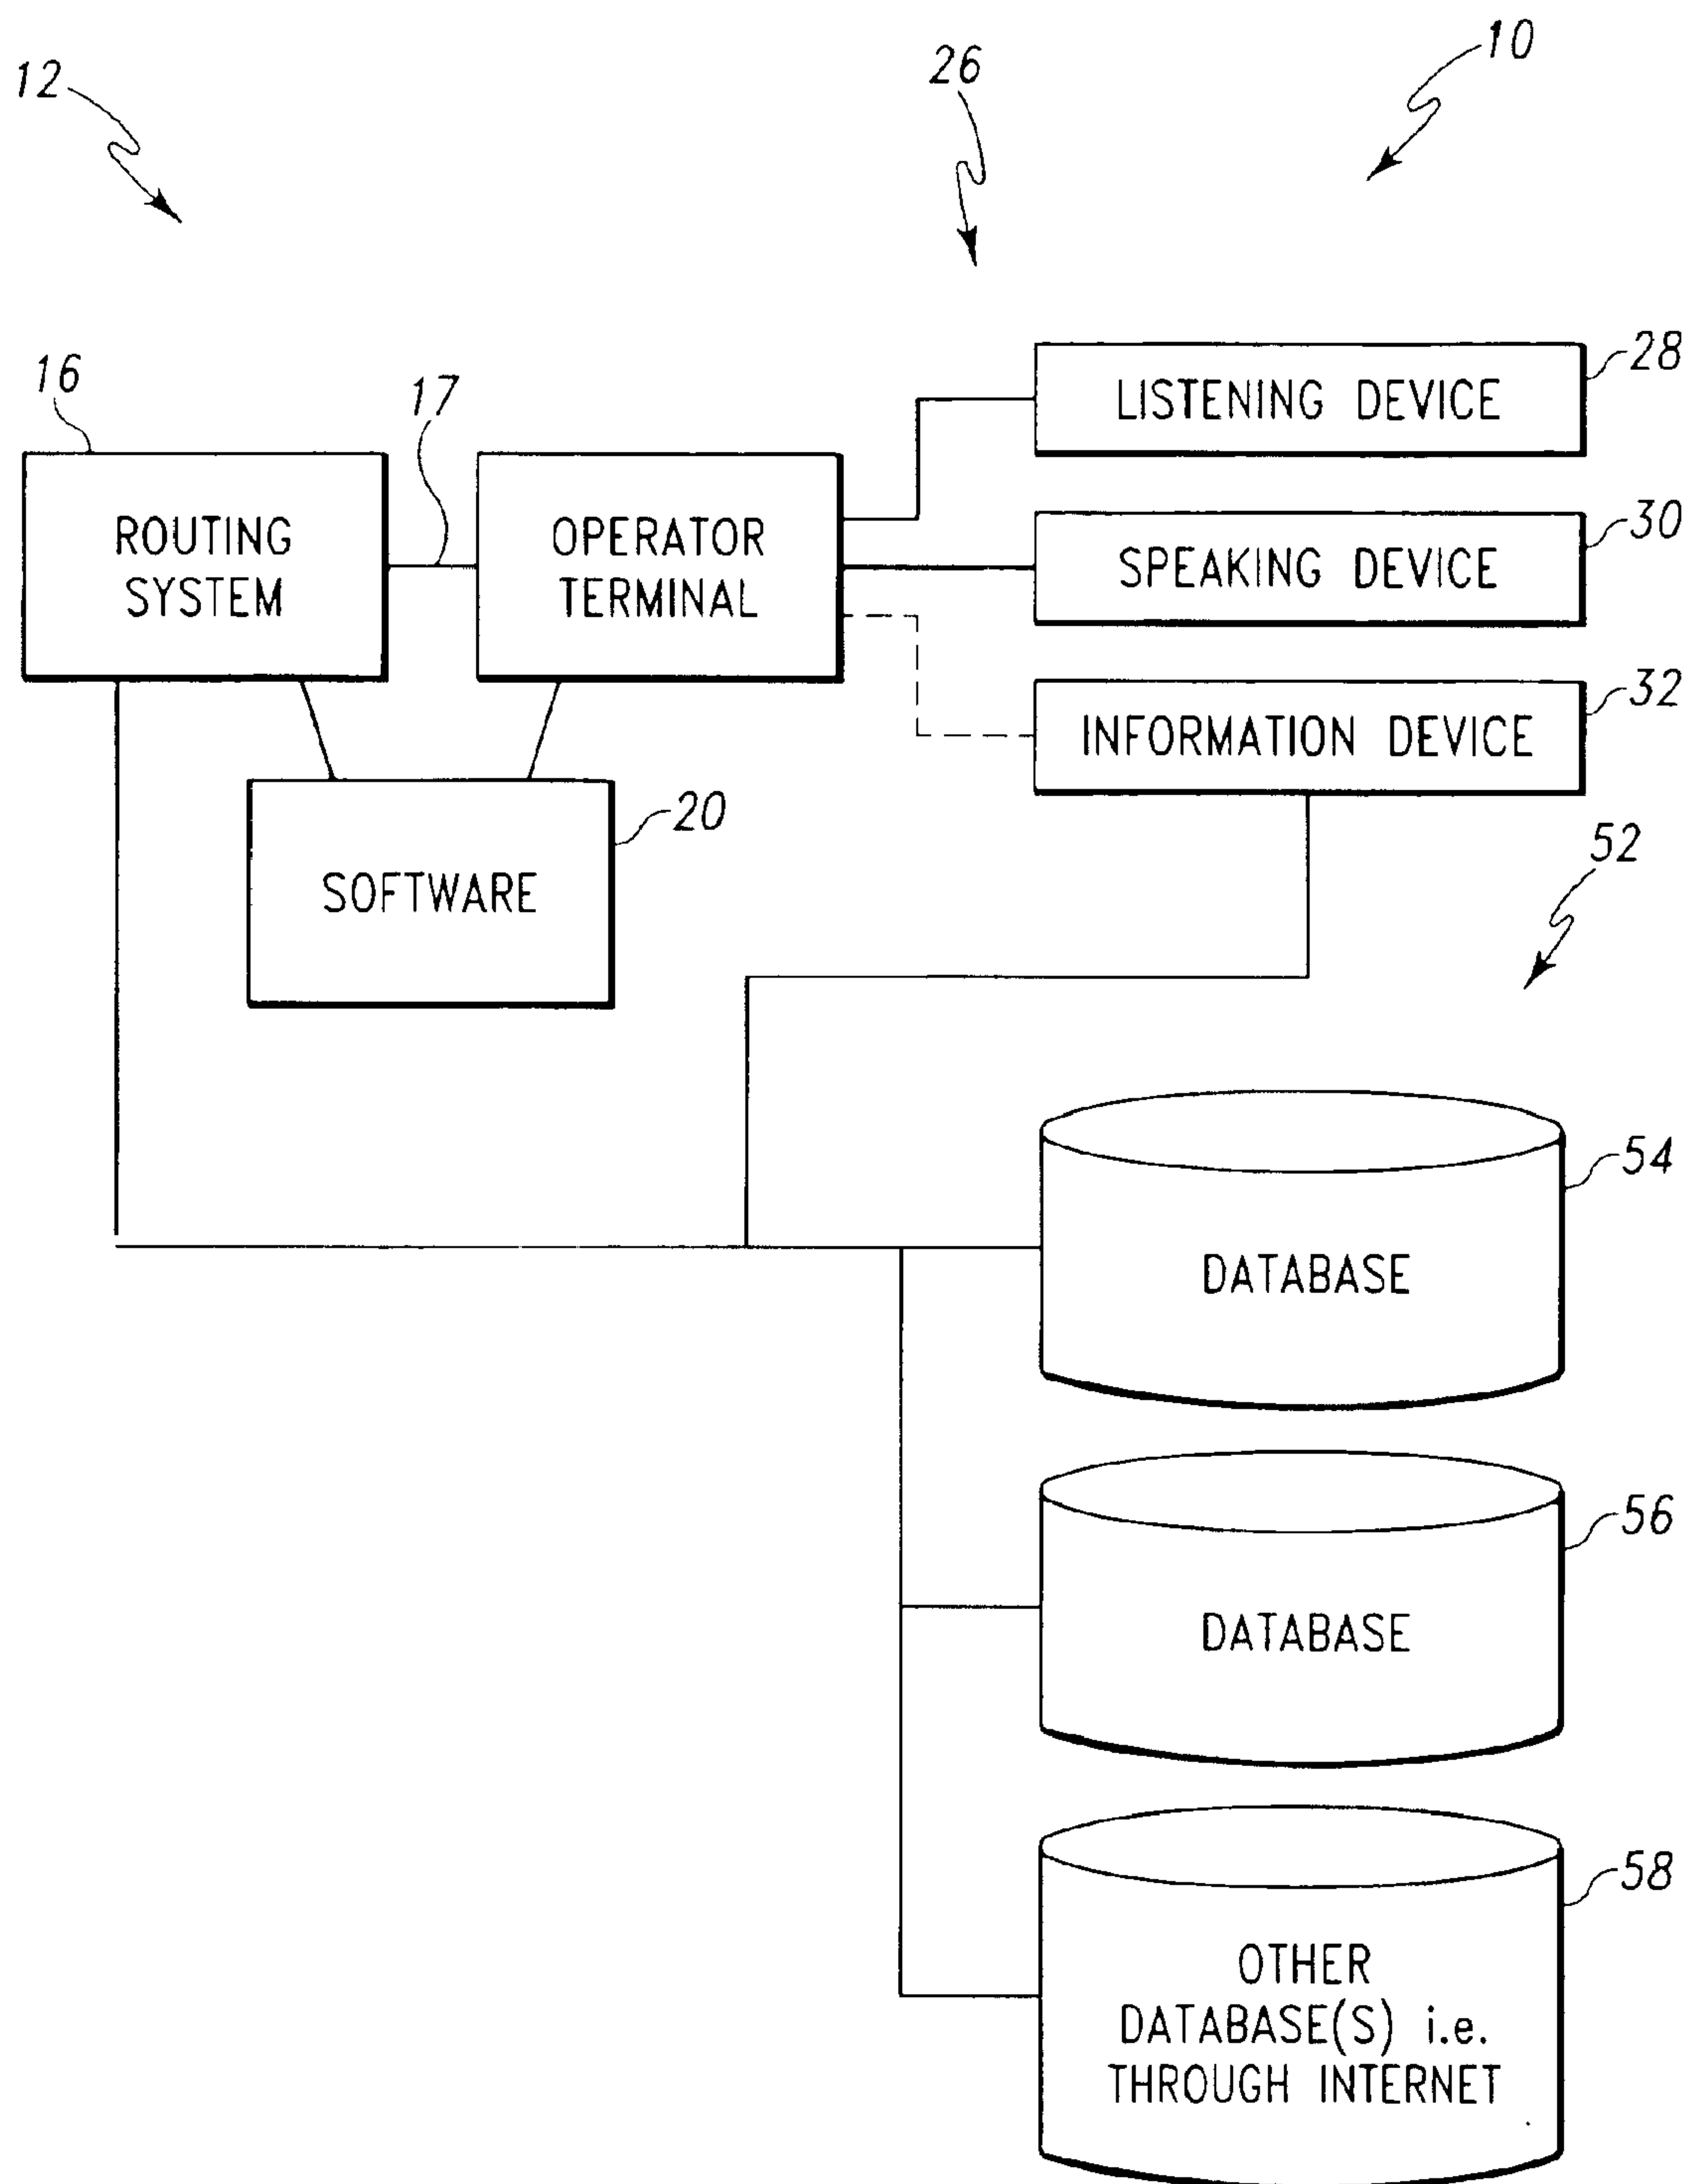 10
12
26
16
17
28
LISTENING DEVICE
30
ROUTING
SYSTEM
OPERATOR
TERMINAL
SPEAKING DEVICE
32
INFORMATION DEVICE
20
SOFTWARE
52
54
DATABASE
56
DATABASE
58
OTHER
DATABASE(S) i.e.
THROUGH INTERNET